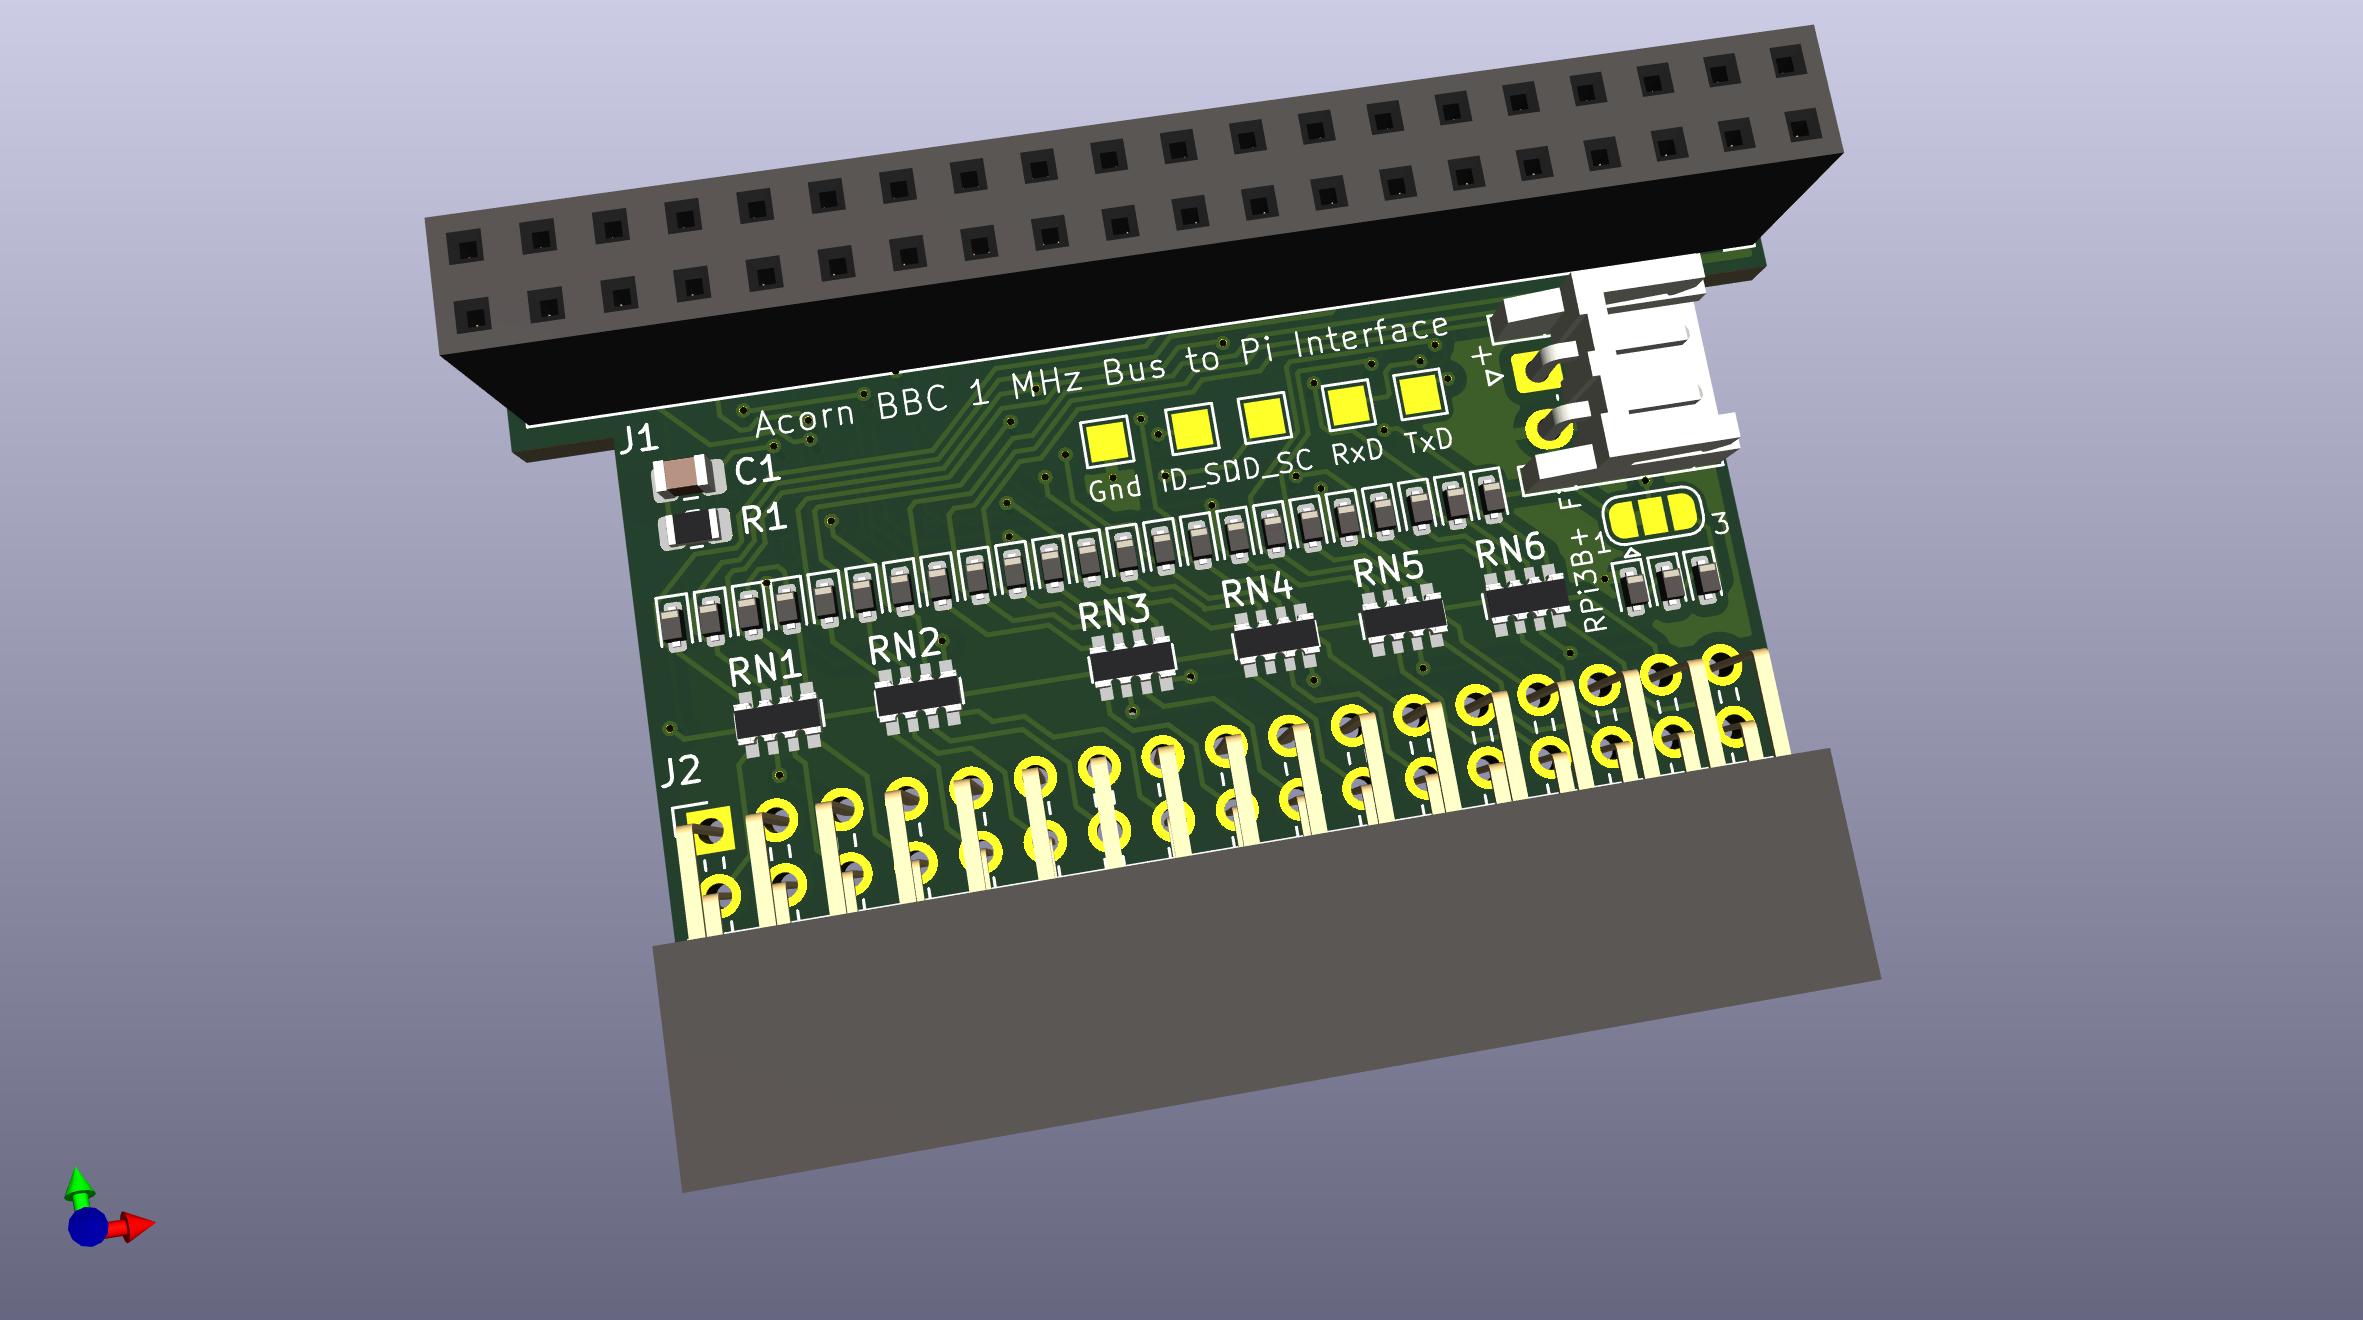 Acorn BBC 1 MHz Bus to Pi Interface
J1
C1
R1
+
Gnd
iD_SD
ID_SC
RxD
TxD
1
3
RPi3B+
RN1
RN2
RN3
RN4
RN5
RN6
J2